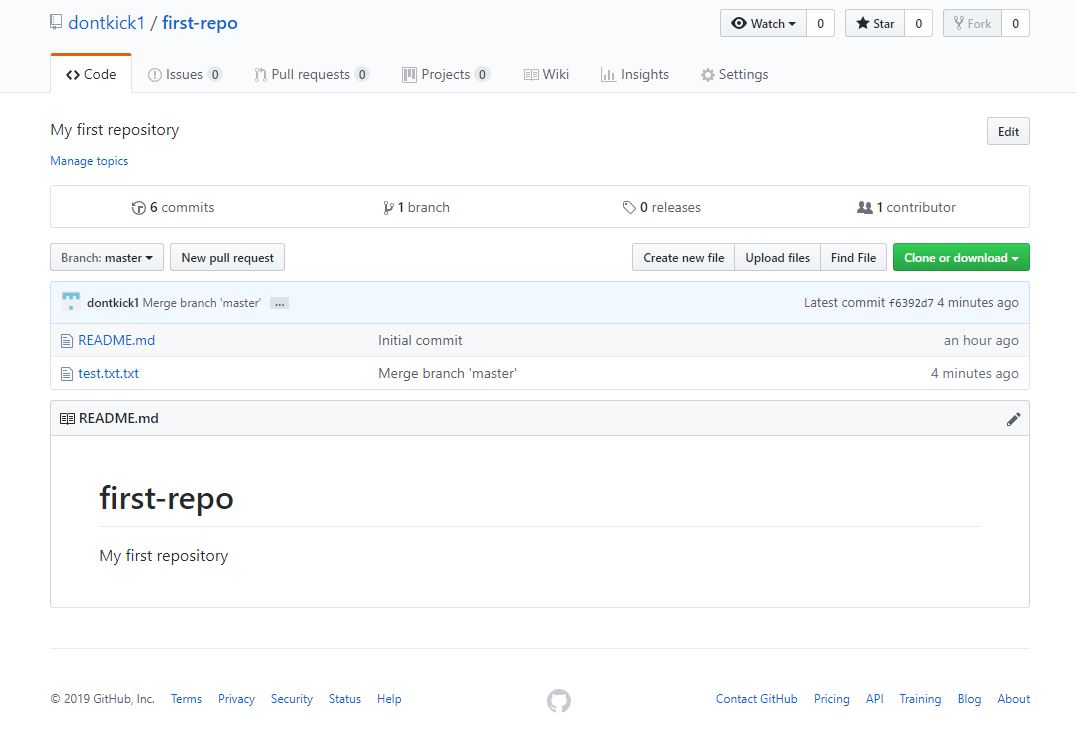 dontkick1 / first-repo Watch 0 Star 0 Fork 0
Code Issues 0 Pull requests 0 Projects 0 Wiki Insights Settings
My first repository Edit
Manage topics
6 commits 1 branch 0 releases 1 contributor
Branch: master New pull request Create new file Upload files Find File Clone or download
dontkick1 Merge branch 'master' ... Latest commit f6392d7 4 minutes ago
README.md Initial commit an hour ago
test.txt.txt Merge branch 'master' 4 minutes ago
README.md
first-repo
My first repository
© 2019 GitHub, Inc. Terms Privacy Security Status Help Contact GitHub Pricing API Training Blog About